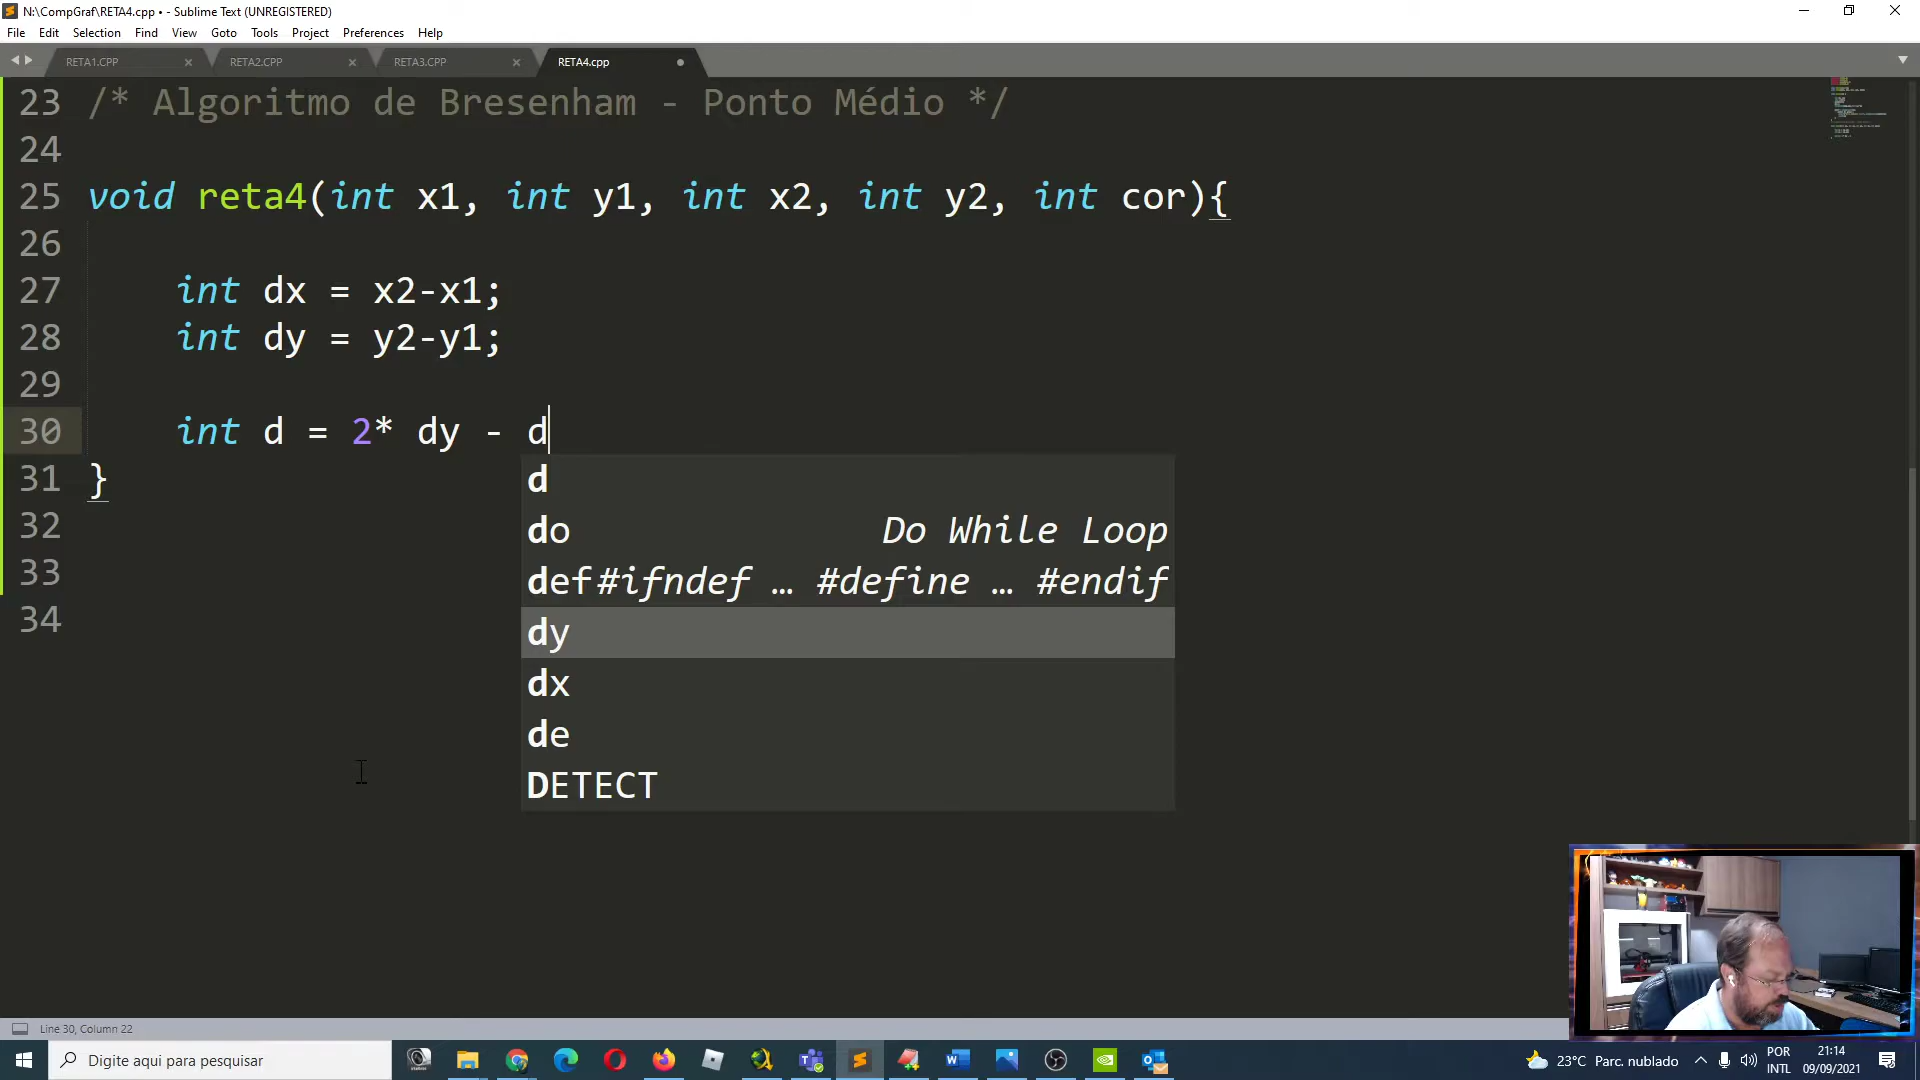 N:\CompGraf\RETA4.cpp • - Sublime Text (UNREGISTERED)
File Edit Selection Find View Goto Tools Project Preferences Help
RETA1.CPP RETA2.CPP RETA3.CPP RETA4.cpp
23 /* Algoritmo de Bresenham - Ponto Médio */
24
25 void reta4(int x1, int y1, int x2, int y2, int cor){
26
27 int dx = x2-x1;
28 int dy = y2-y1;
29
30 int d = 2* dy - d
31 }
32
33
34
d
do Do While Loop
def #ifndef … #define … #endif
dy
dx
de
DETECT
Line 30, Column 22
Digite aqui para pesquisar
23°C Parc. nublado
POR
INTL
21:14
09/09/2021